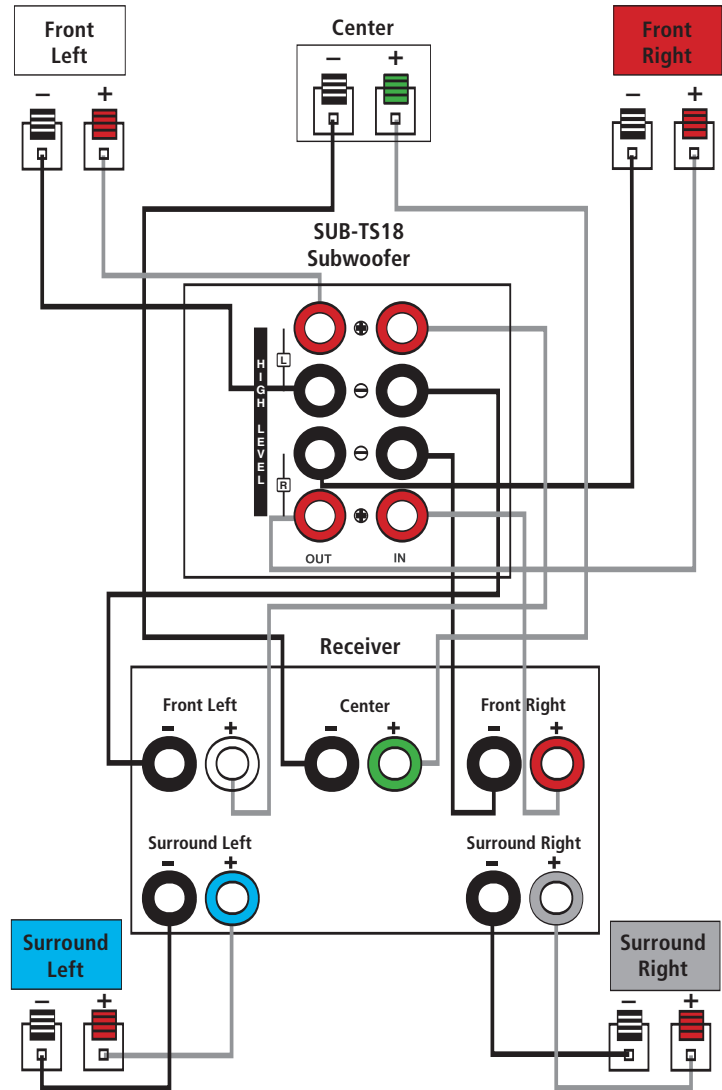 Front
Left
Center
Front
Right
– +
– +
– +
SUB-TS18
Subwoofer
L
HIGH LEVEL
R
OUT IN
Receiver
Front Left
Center
Front Right
– +
– +
– +
Surround Left
Surround Right
– +
– +
Surround
Left
Surround
Right
– +
– +